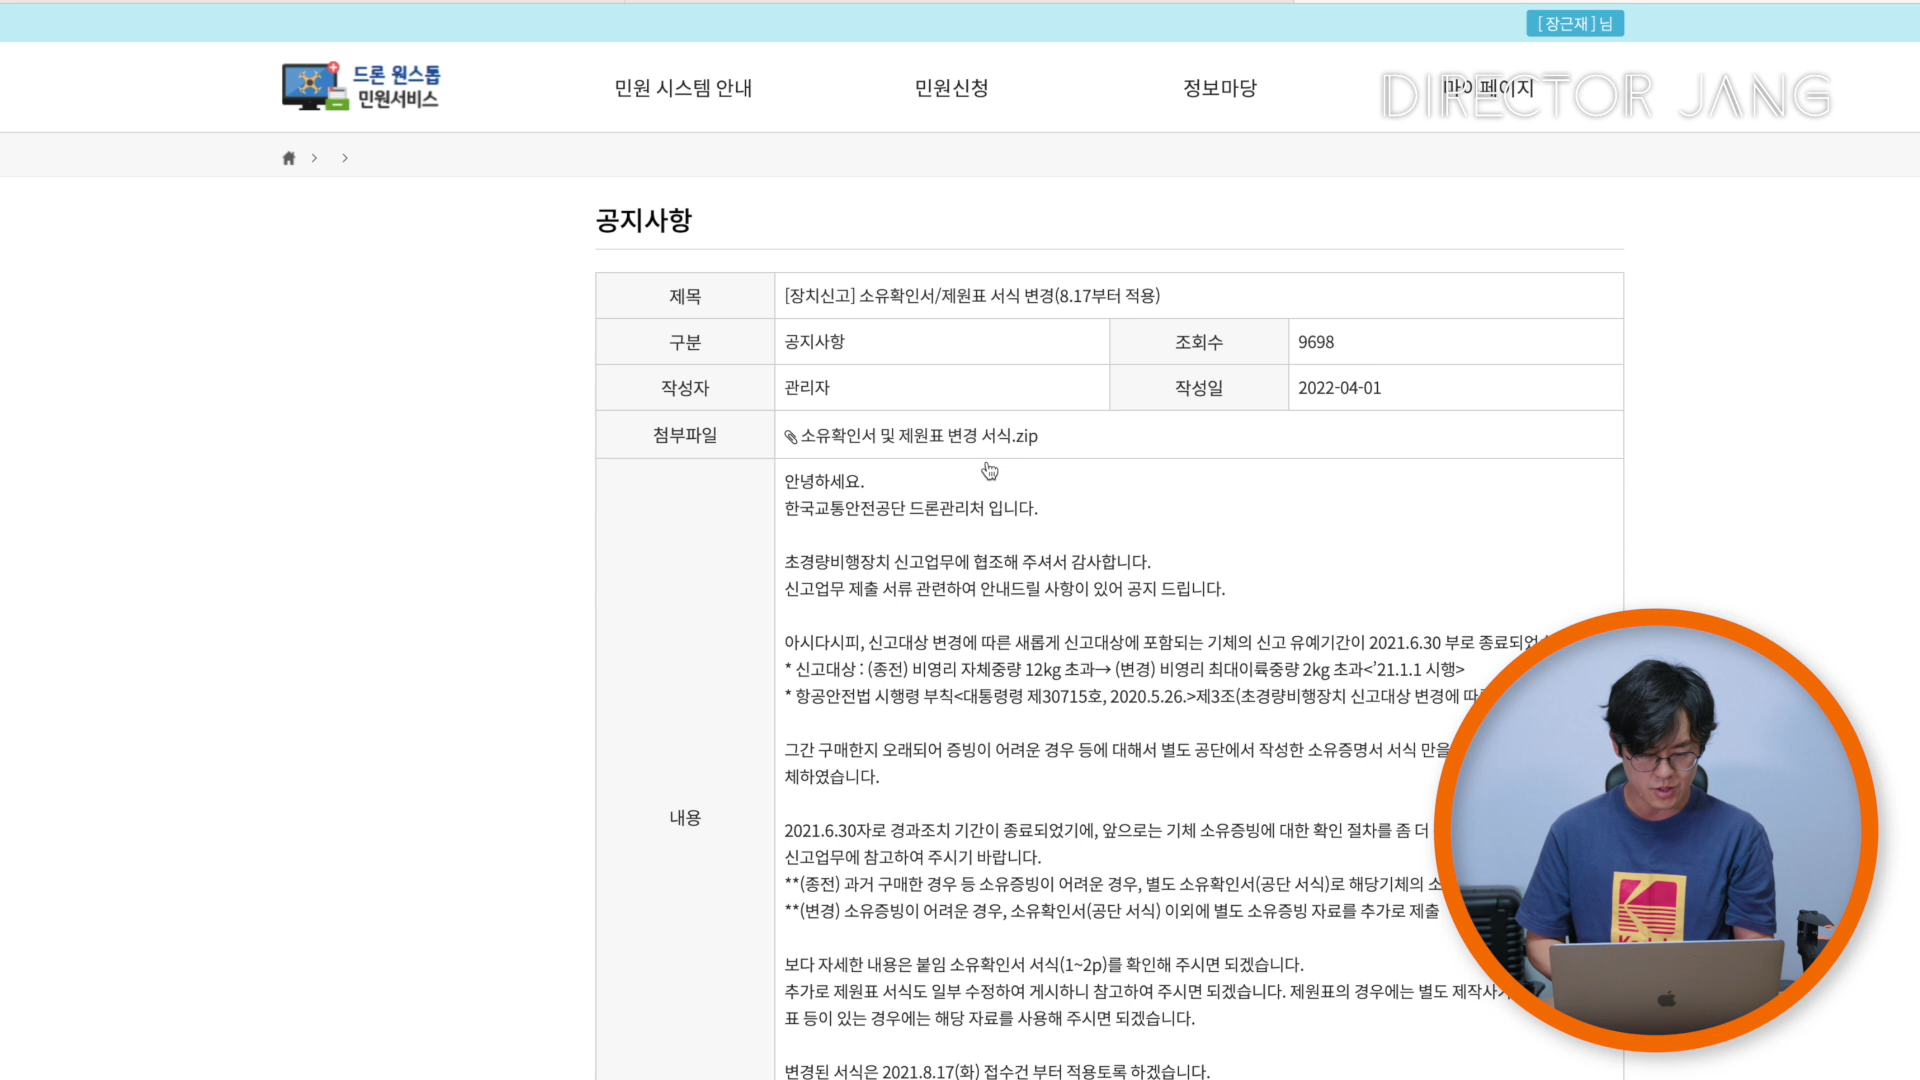 [ 장근재 ] 님
드론 원스톱
민원서비스
민원 시스템 안내
민원신청
정보마당
마이 페이지
DIRECTOR JANG
공지사항
제목
[장치신고] 소유확인서/제원표 서식 변경(8.17부터 적용)
구분
공지사항
조회수
9698
작성자
관리자
작성일
2022-04-01
첨부파일
소유확인서 및 제원표 변경 서식.zip
내용
안녕하세요.
한국교통안전공단 드론관리처 입니다.
초경량비행장치 신고업무에 협조해 주셔서 감사합니다.
신고업무 제출 서류 관련하여 안내드릴 사항이 있어 공지 드립니다.
아시다시피, 신고대상 변경에 따른 새롭게 신고대상에 포함되는 기체의 신고 유예기간이 2021.6.30 부로
* 신고대상 : (종전) 비영리 자체중량 12kg 초과→ (변경) 비영리 최대이륙중량 2kg 초과<'21.1.1 시행>
* 항공안전법 시행령 부칙<대통령령 제30715호, 2020.5.26.>제3조(초경량비행장치 신고대상 변경에
그간 구매한지 오래되어 증빙이 어려운 경우 등에 대해서 별도 공단에서 작성한 소유증명서 서식 만을
체하였습니다.
2021.6.30자로 경과조치 기간이 종료되었기에, 앞으로는 기체 소유증빙에 대한 확인 절차를 좀 더
신고업무에 참고하여 주시기 바랍니다.
**(종전) 과거 구매한 경우 등 소유증빙이 어려운 경우, 별도 소유확인서(공단 서식)로 해당기체의
**(변경) 소유증빙이 어려운 경우, 소유확인서(공단 서식) 이외에 별도 소유증빙 자료를 추가로 제출
보다 자세한 내용은 붙임 소유확인서 서식(1~2p)를 확인해 주시면 되겠습니다.
추가로 제원표 서식도 일부 수정하여 게시하니 참고하여 주시면 되겠습니다. 제원표의 경우에는 별도
표 등이 있는 경우에는 해당 자료를 사용해 주시면 되겠습니다.
변경된 서식은 2021.8.17(화) 접수건 부터 적용토록 하겠습니다.